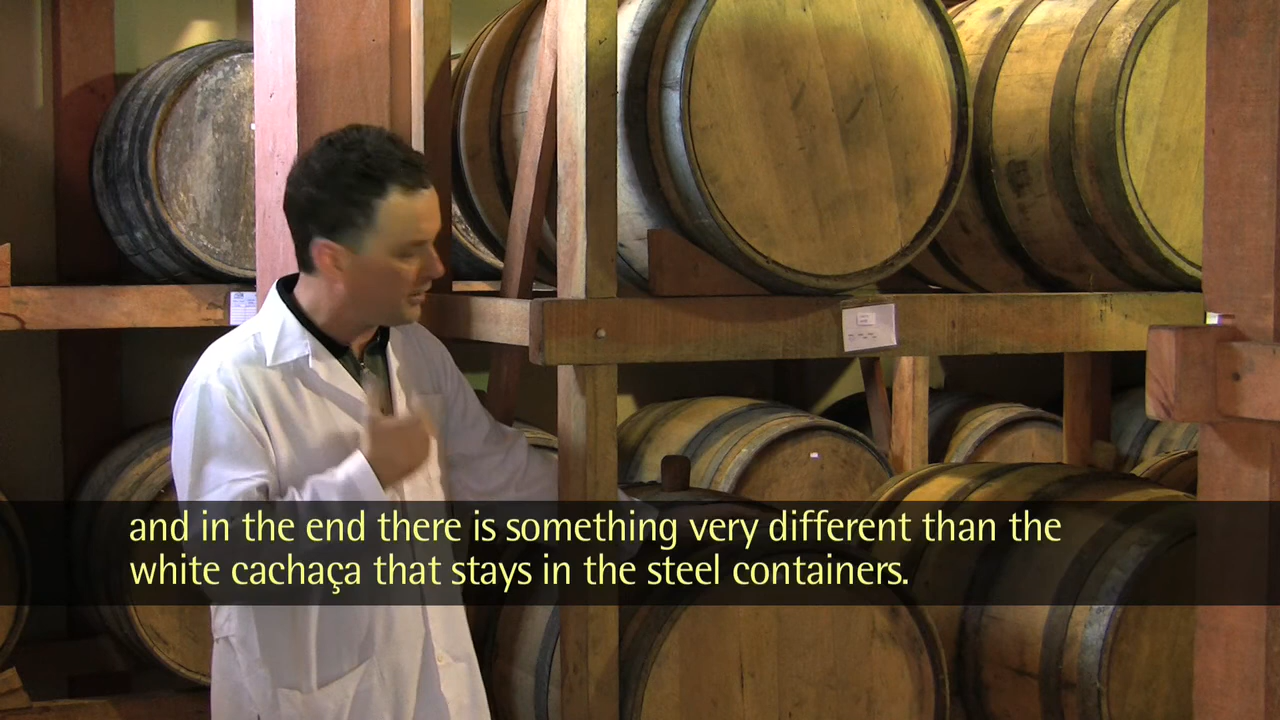 and in the end there is something very different than the
white cachaça that stays in the steel containers.